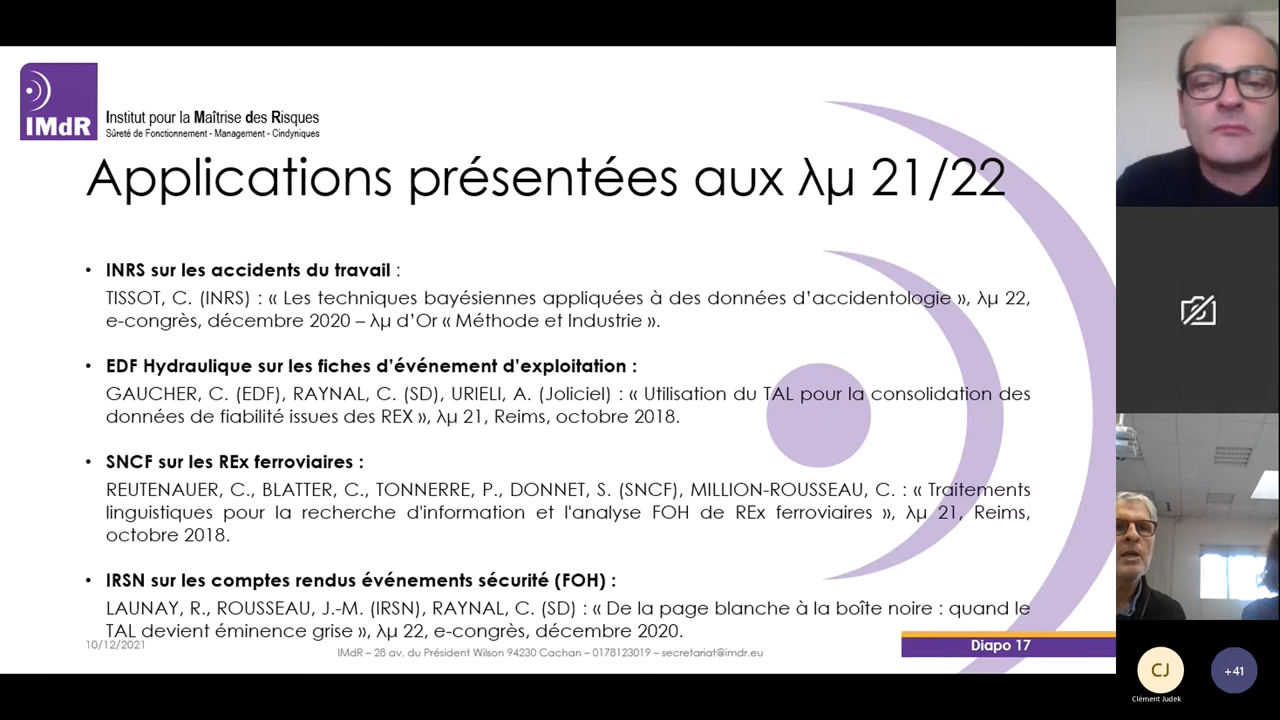 IMdR
Institut pour la Maîtrise des Risques
Sûreté de Fonctionnement - Management - Cindyniques
Applications présentées aux λμ 21/22
• INRS sur les accidents du travail :
TISSOT, C. (INRS) : « Les techniques bayésiennes appliquées à des données d’accidentologie », λμ 22,
e-congrès, décembre 2020 – λμ d’Or « Méthode et Industrie ».
• EDF Hydraulique sur les fiches d’événement d’exploitation :
GAUCHER, C. (EDF), RAYNAL, C. (SD), URIELI, A. (Joliciel) : « Utilisation du TAL pour la consolidation des
données de fiabilité issues des REX », λμ 21, Reims, octobre 2018.
• SNCF sur les REx ferroviaires :
REUTENAUER, C., BLATTER, C., TONNERRE, P., DONNET, S. (SNCF), MILLION-ROUSSEAU, C. : « Traitements
linguistiques pour la recherche d'information et l'analyse FOH de REx ferroviaires », λμ 21, Reims,
octobre 2018.
• IRSN sur les comptes rendus événements sécurité (FOH) :
LAUNAY, R., ROUSSEAU, J.-M. (IRSN), RAYNAL, C. (SD) : « De la page blanche à la boîte noire : quand le
TAL devient éminence grise », λμ 22, e-congrès, décembre 2020.
10/12/2021
IMdR – 28 av. du Président Wilson 94230 Cachan – 0178123019 – secretariat@imdr.eu
Diapo 17
CJ
Clément Judek
+41